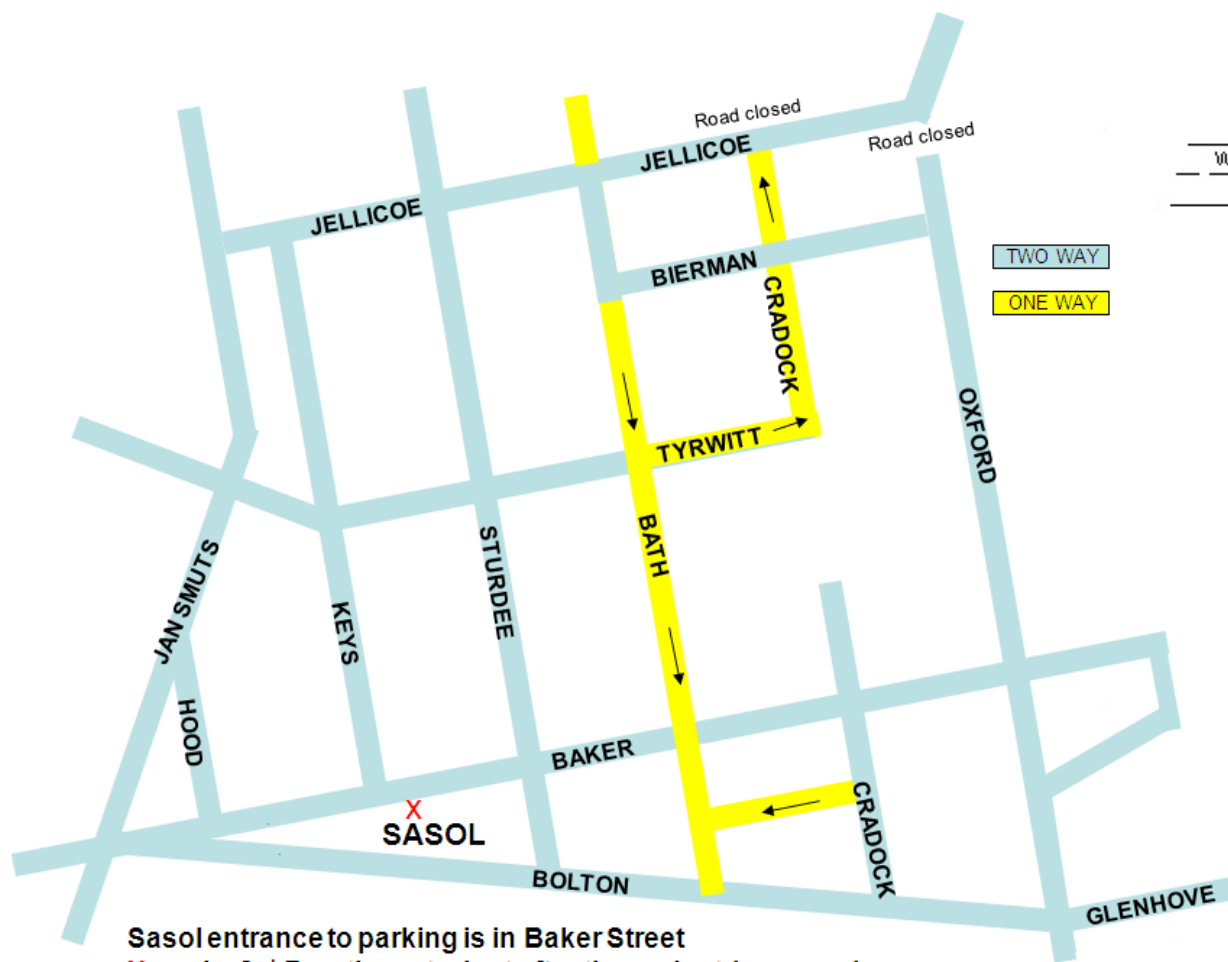 Road closed
Road closed
JELLICOE
JELLICOE
TWO WAY
BIERMAN
ONE WAY
CRADOCK
OXFORD
TYRWITT
BATH
STURDEE
JAN SMUTS
KEYS
HOOD
BAKER
CRADOCK
X
SASOL
BOLTON
GLENHOVE
Sasol entrance to parking is in Baker Street